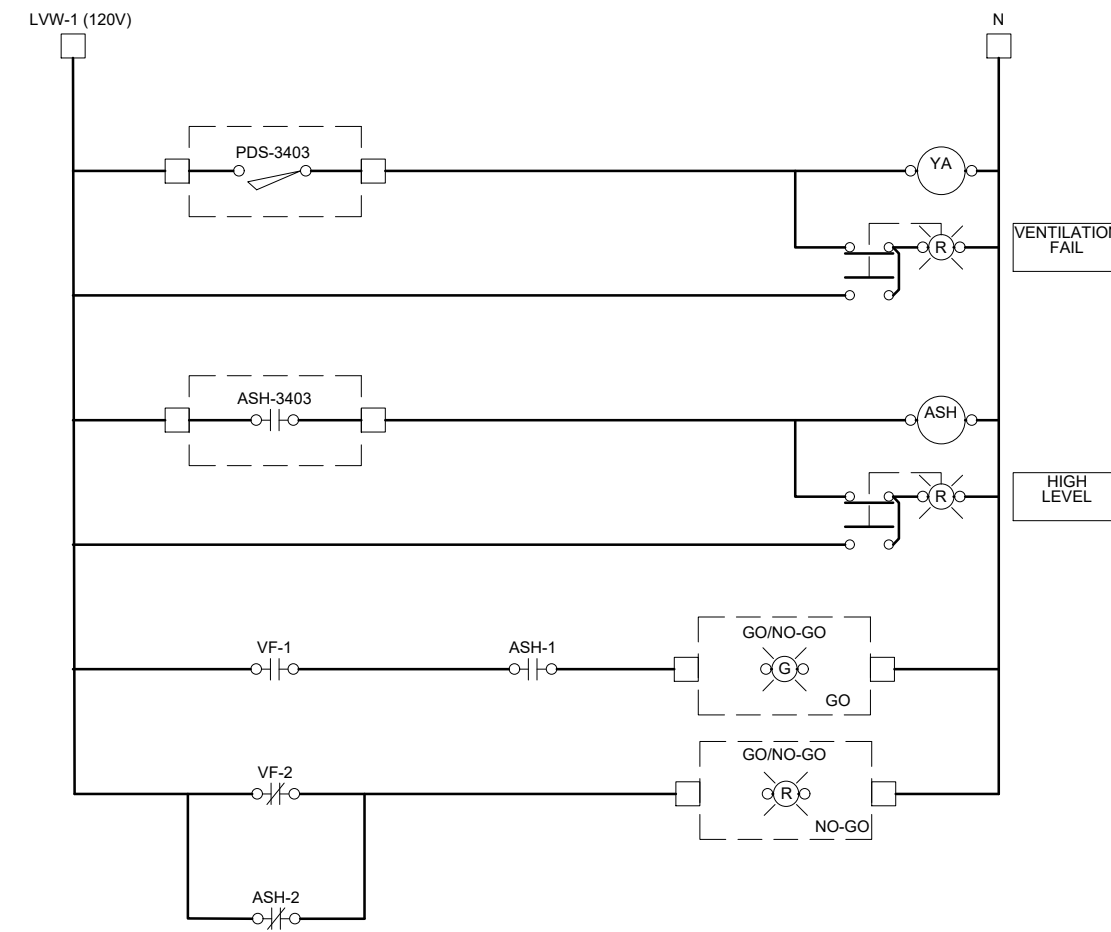 LVW-1 (120V)
N
PDS-3403
YA
R
VENTILATION
FAIL
ASH-3403
ASH
R
HIGH
LEVEL
VF-1
ASH-1
GO/NO-GO
G
GO
VF-2
GO/NO-GO
R
NO-GO
ASH-2